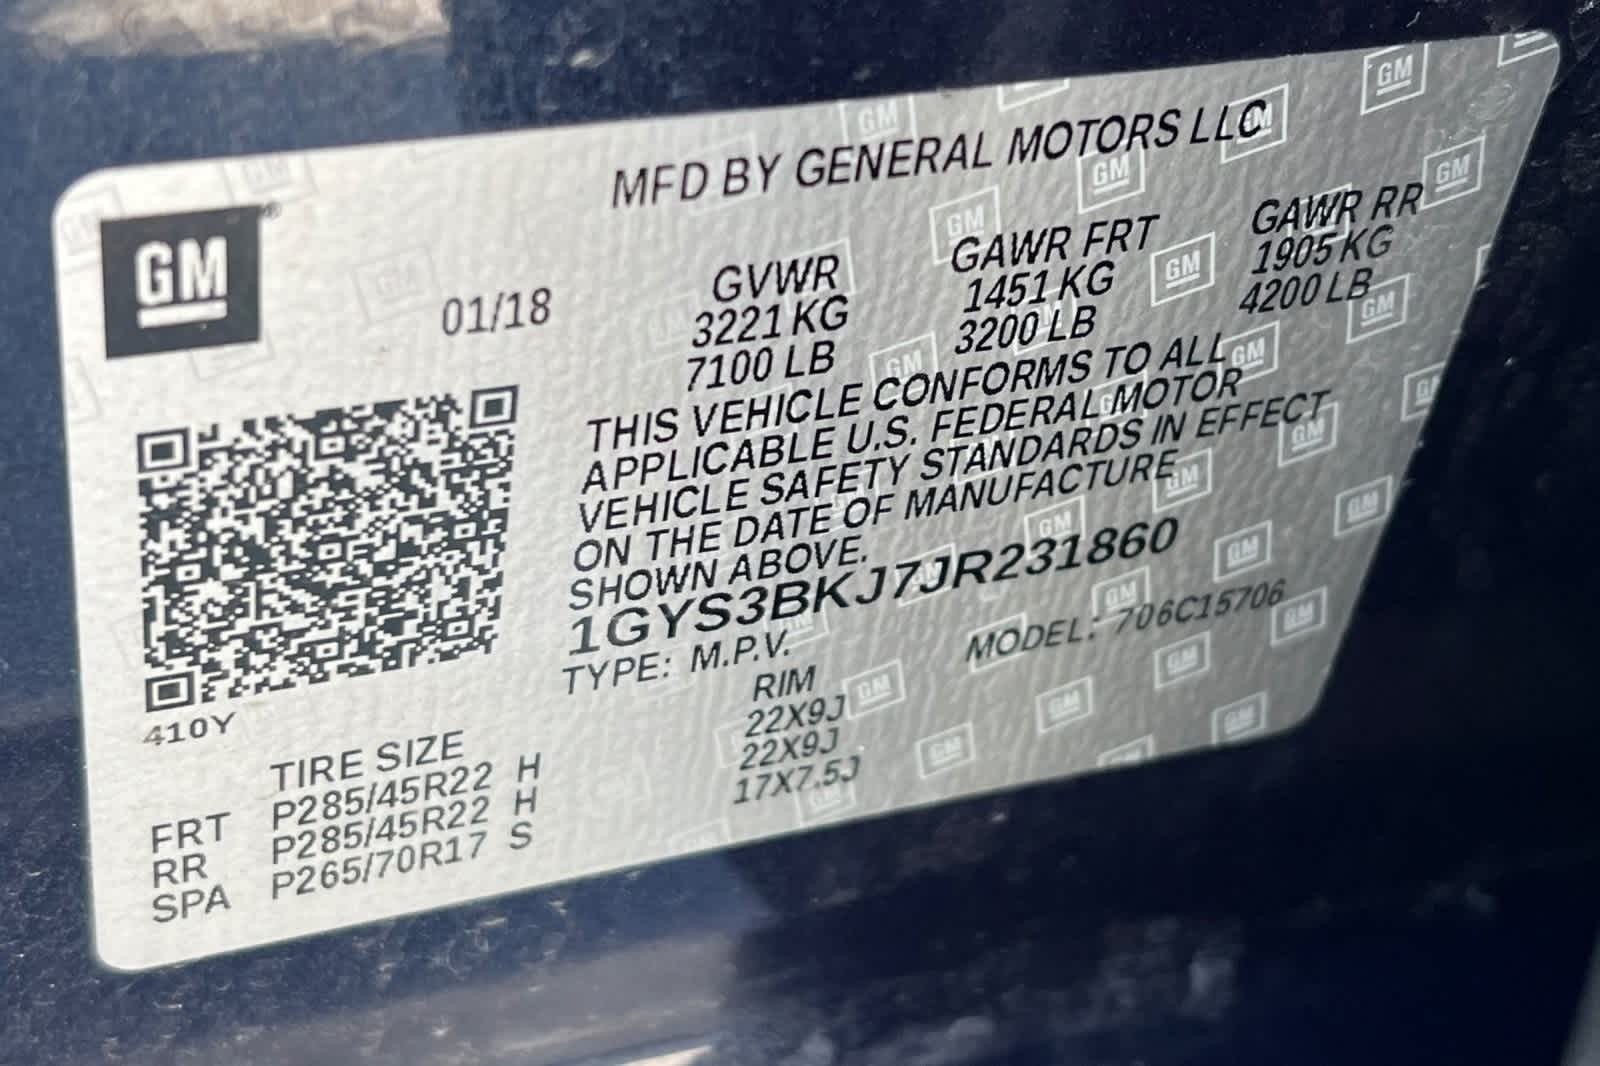 MFD BY GENERAL MOTORS LLC
GM
01/18
GVWR
3221 KG
7100 LB
GAWR FRT
1451 KG
3200 LB
GAWR RR
1905 KG
4200 LB
THIS VEHICLE CONFORMS TO ALL
APPLICABLE U.S. FEDERAL MOTOR
VEHICLE SAFETY STANDARDS IN EFFECT
ON THE DATE OF MANUFACTURE
SHOWN ABOVE.
1GYS3BKJ7JR231860
TYPE: M.P.V.
MODEL: 706C15706
410Y
TIRE SIZE RIM
FRT P285/45R22 H 22X9J
RR P285/45R22 H 22X9J
SPA P265/70R17 S 17X7.5J